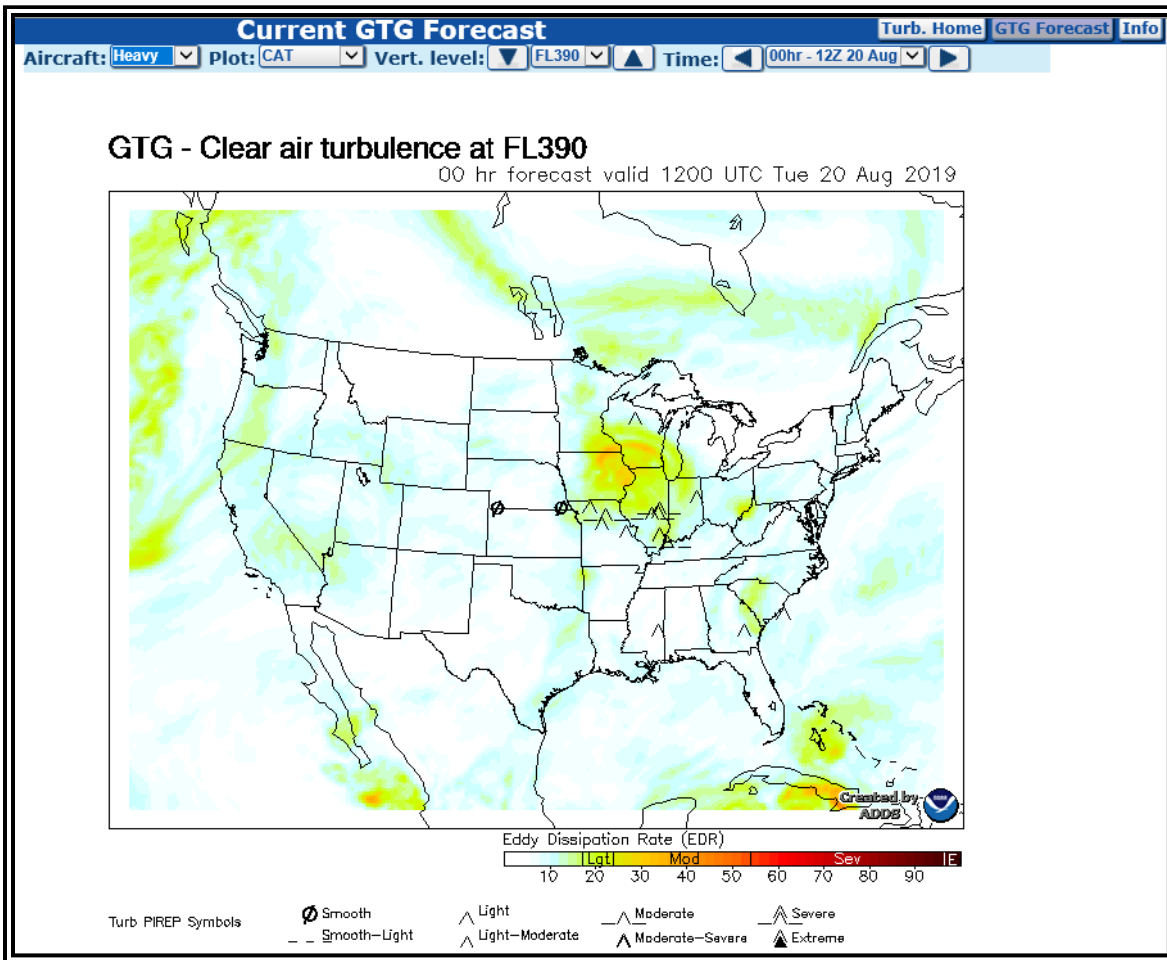 Current GTG Forecast
Turb. Home GTG Forecast Info
Aircraft: Heavy Plot: CAT Vert. level: FL390 Time: 00hr - 12Z 20 Aug
GTG - Clear air turbulence at FL390
00 hr forecast valid 1200 UTC Tue 20 Aug 2019
Created by
ADDS
Eddy Dissipation Rate (EDR)
Lgt Mod Sev E
10 20 30 40 50 60 70 80 90
Turb PIREP Symbols
Smooth Light Moderate Severe
Smooth-Light Light-Moderate Moderate-Severe Extreme